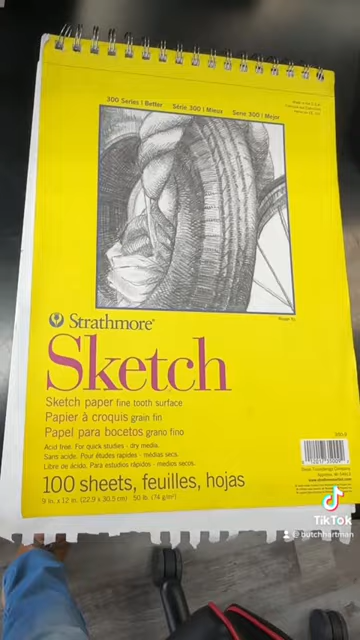 300 Series | Better Série 300 | Mieux Serie 300 | Mejor
Strathmore®
Sketch
Sketch paper fine tooth surface
Papier à croquis grain fin
Papel para bocetos grano fino
Acid free. For quick studies - dry media.
Sans acide. Pour études rapides - médias secs.
Libre de ácido. Para estudios rápidos - medios secos.
100 sheets, feuilles, hojas
9 in. x 12 in. (22.9 x 30.5 cm) 50 lb. (74 g/m²)
TikTok
@butchhartman